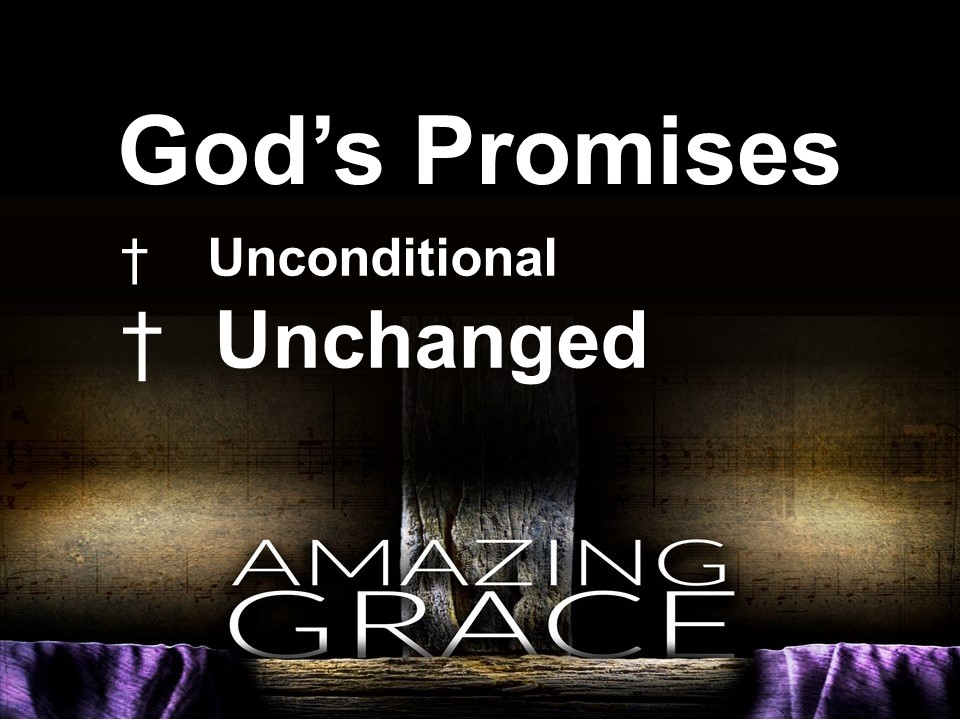 God’s Promises
† Unconditional
† Unchanged
AMAZING
GRACE